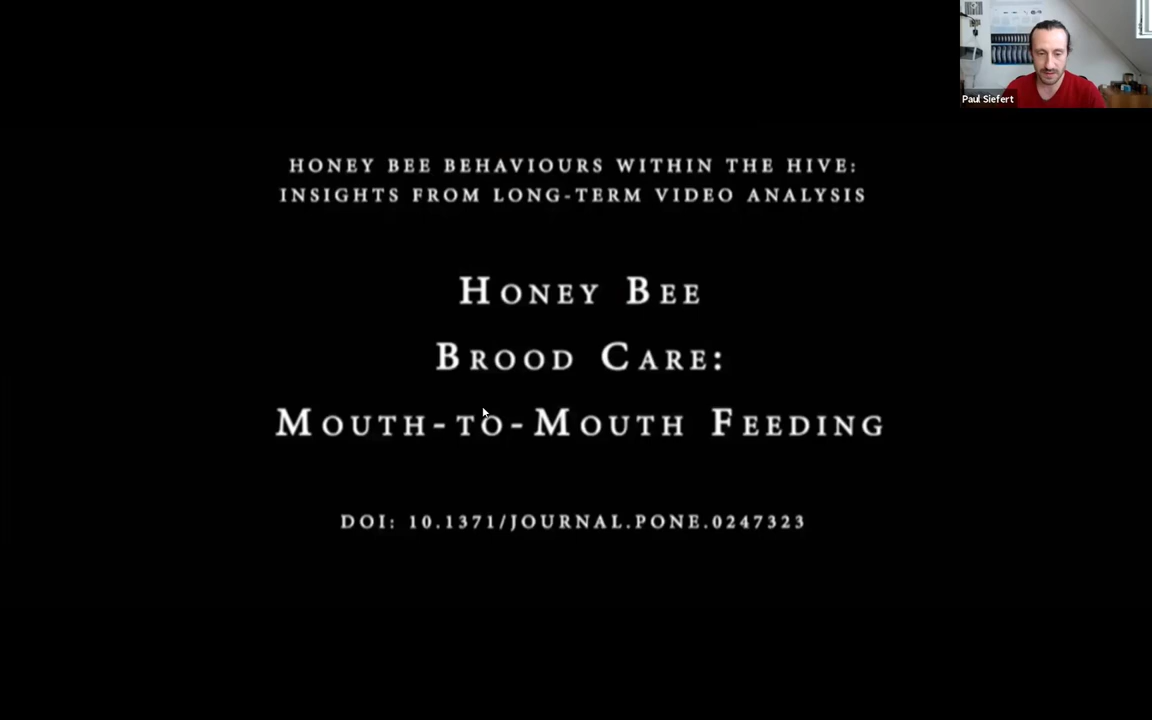 Paul Siefert
HONEY BEE BEHAVIOURS WITHIN THE HIVE:
INSIGHTS FROM LONG-TERM VIDEO ANALYSIS
HONEY BEE
BROOD CARE:
MOUTH-TO-MOUTH FEEDING
DOI: 10.1371/JOURNAL.PONE.0247323